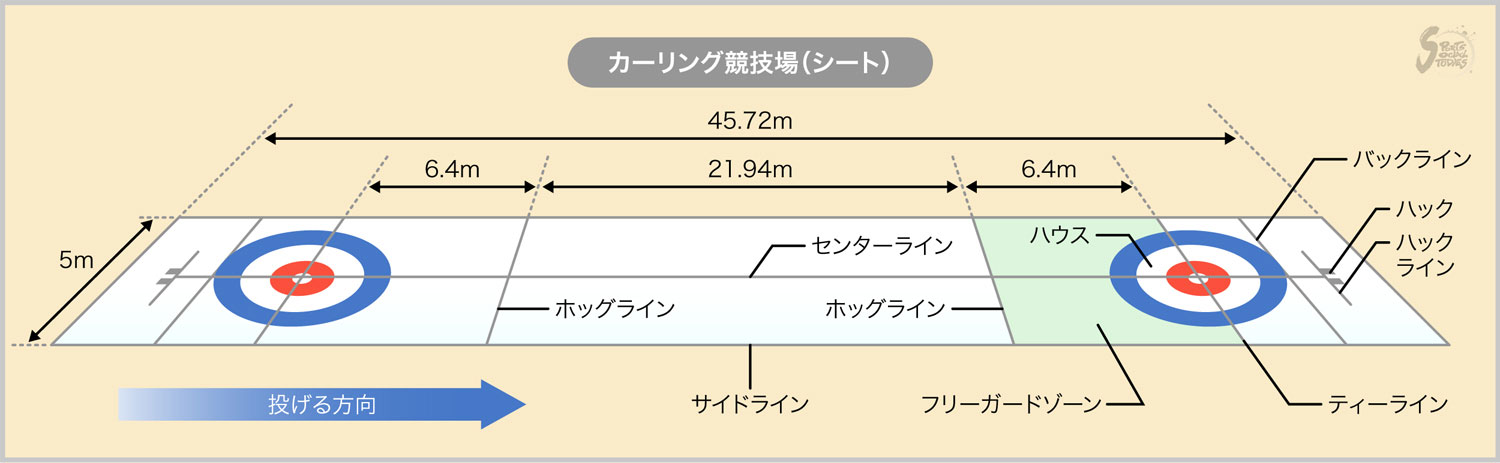 カーリング競技場（シート）
SPORTS SOCIAL TOWNS
45.72m
6.4m
21.94m
6.4m
バックライン
ハック
ハック
ライン
5m
センターライン
ハウス
ホッグライン
ホッグライン
投げる方向
サイドライン
フリーガードゾーン
ティーライン